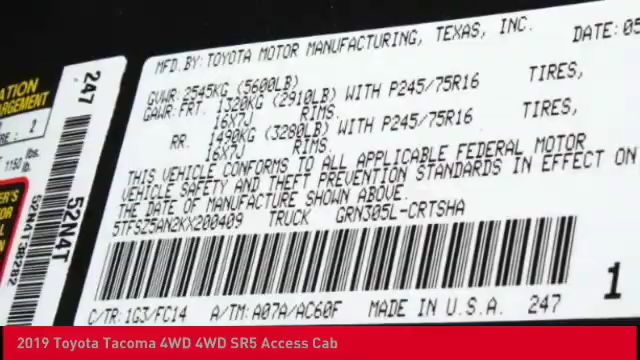 MFD.BY:TOYOTA MOTOR MANUFACTURING, TEXAS, INC. DATE:05
GVWR:2545KG (5600LB)
GAWR:FRT. 1320KG (2910LB) WITH P245/75R16 TIRES,
16X7J RIMS.
RR. 1490KG (3280LB) WITH P245/75R16 TIRES,
16X7J RIMS.
THIS VEHICLE CONFORMS TO ALL APPLICABLE FEDERAL MOTOR
VEHICLE SAFETY AND THEFT PREVENTION STANDARDS IN EFFECT ON
THE DATE OF MANUFACTURE SHOWN ABOVE.
5TFSZ5AN2KX200409 TRUCK GRN305L-CRTSHA
C/TR:1G3/FC14 A/TM:A07A/AC60F MADE IN U.S.A. 247
1
247
52N4T
2
1150 lbs.
2019 Toyota Tacoma 4WD 4WD SR5 Access Cab